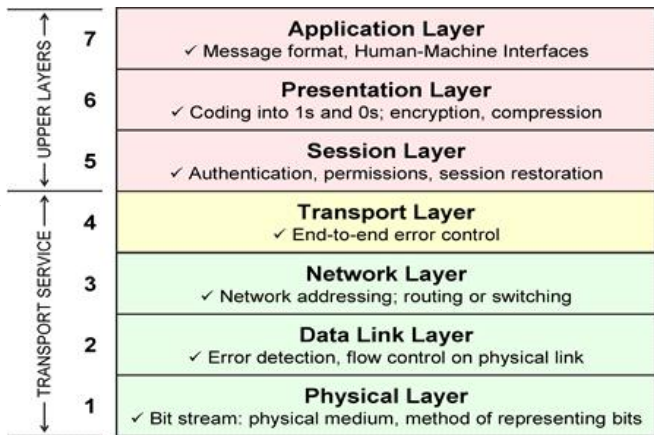 UPPER LAYERS
7
Application Layer
✓ Message format, Human-Machine Interfaces
6
Presentation Layer
✓ Coding into 1s and 0s; encryption, compression
5
Session Layer
✓ Authentication, permissions, session restoration
TRANSPORT SERVICE
4
Transport Layer
✓ End-to-end error control
3
Network Layer
✓ Network addressing; routing or switching
2
Data Link Layer
✓ Error detection, flow control on physical link
1
Physical Layer
✓ Bit stream: physical medium, method of representing bits